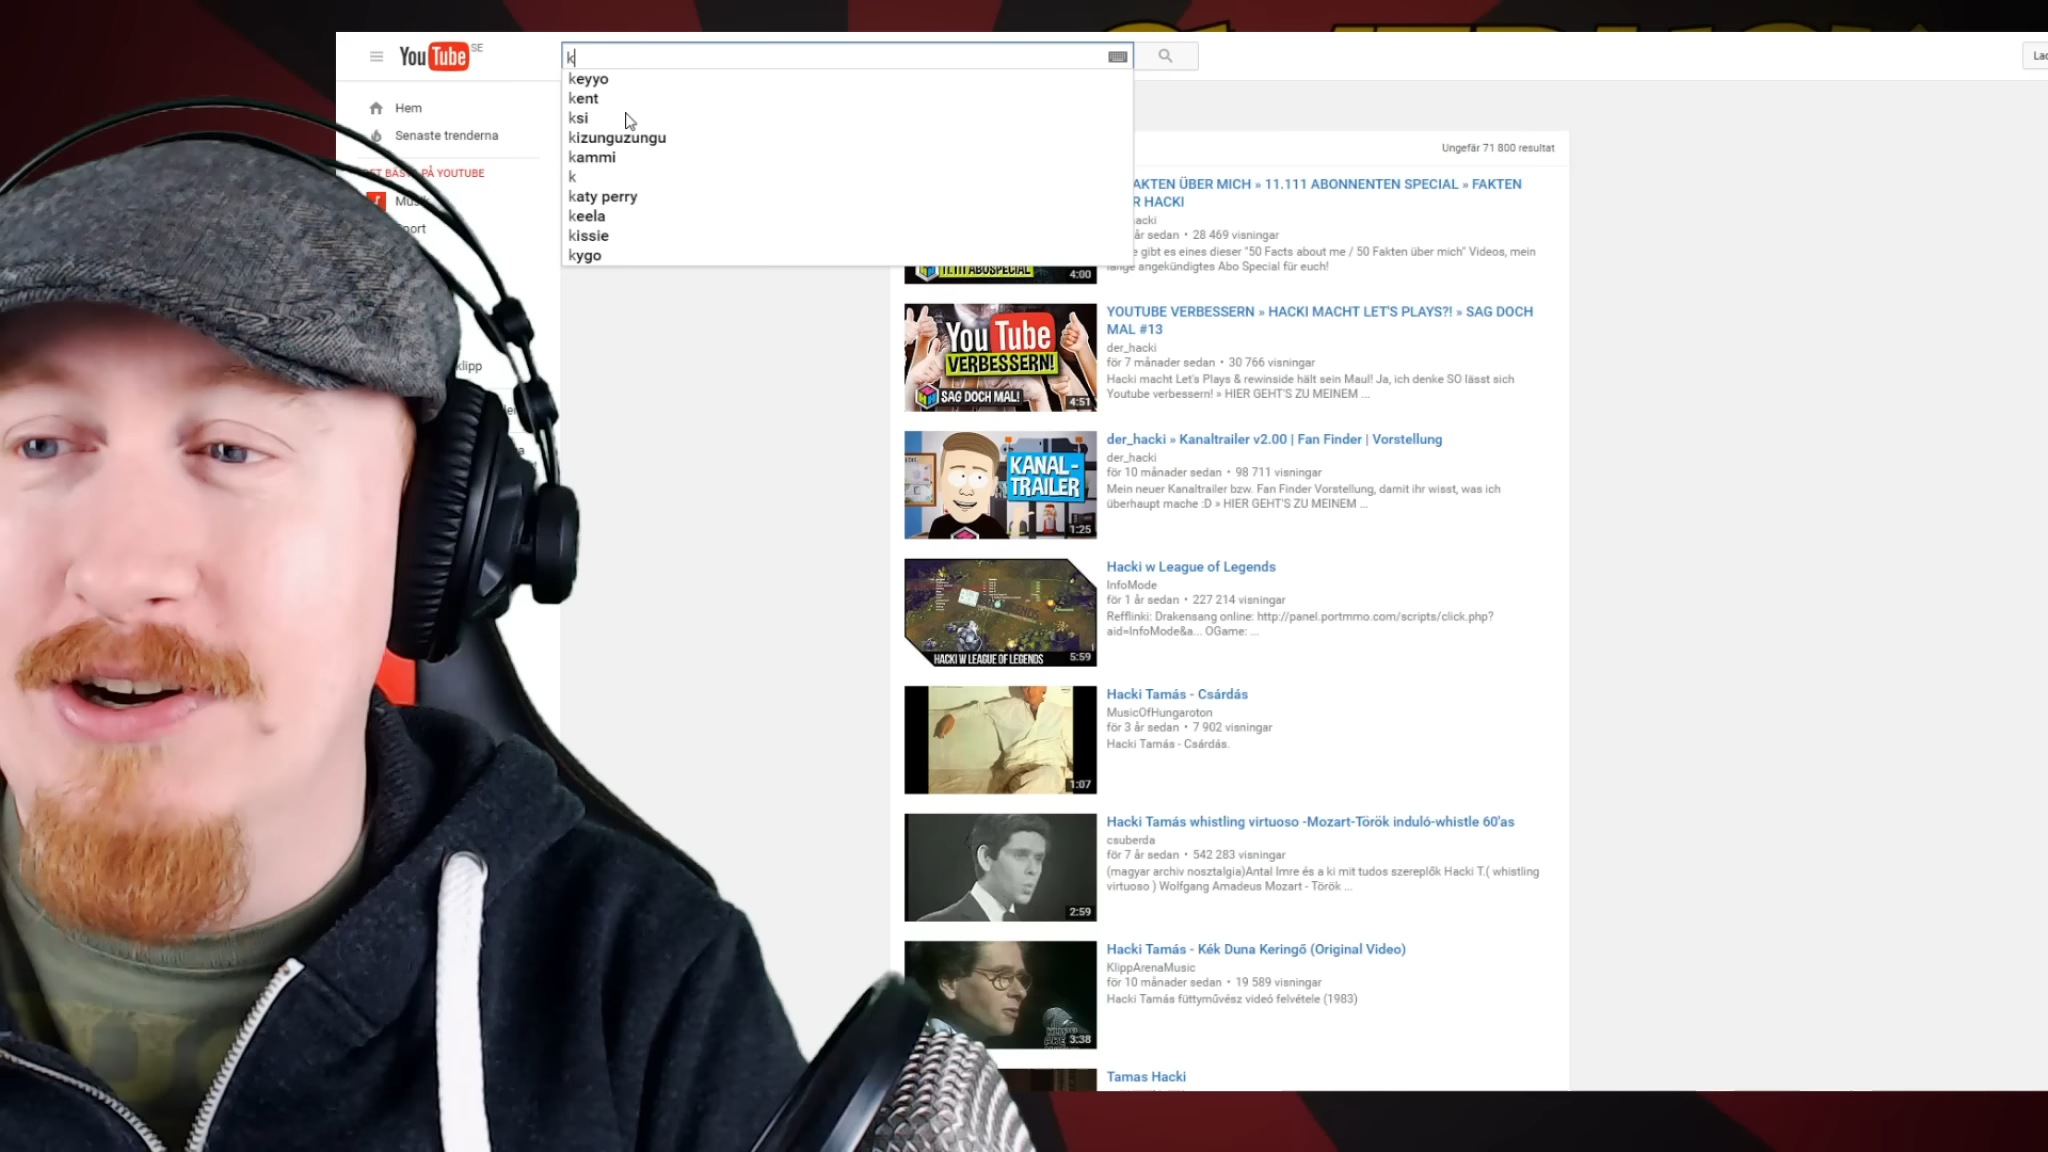 YouTube SE
k
Lad
keyyo
kent
ksi
kizunguzungu
kammi
k
katy perry
keela
kissie
kygo
Hem
Senaste trenderna
BÄSTA PÅ YOUTUBE
klipp
Ungefär 71 800 resultat
AKTEN ÜBER MICH » 11.111 ABONNENTEN SPECIAL » FAKTEN
R HACKI
acki
år sedan • 28 469 visningar
e gibt es eines dieser "50 Facts about me / 50 Fakten über mich" Videos, mein
lange angekündigtes Abo Special für euch!
11.111 ABOSPECIAL
4:00
YouTube
VERBESSERN!
SAG DOCH MAL!
4:51
YOUTUBE VERBESSERN » HACKI MACHT LET'S PLAYS?! » SAG DOCH
MAL #13
der_hacki
för 7 månader sedan • 30 766 visningar
Hacki macht Let's Plays & rewinside hält sein Maul! Ja, ich denke SO lässt sich
Youtube verbessern! » HIER GEHT'S ZU MEINEM ...
KANAL-
TRAILER
1:25
der_hacki » Kanaltrailer v2.00 | Fan Finder | Vorstellung
der_hacki
för 10 månader sedan • 98 711 visningar
Mein neuer Kanaltrailer bzw. Fan Finder Vorstellung, damit ihr wisst, was ich
überhaupt mache :D » HIER GEHT'S ZU MEINEM ...
HACKI W LEAGUE OF LEGENDS
5:59
Hacki w League of Legends
InfoMode
för 1 år sedan • 227 214 visningar
Refflinki: Drakensang online: http://panel.portmmo.com/scripts/click.php?
aid=InfoMode&a... OGame: ...
1:07
Hacki Tamás - Csárdás
MusicOfHungaroton
för 3 år sedan • 7 902 visningar
Hacki Tamás - Csárdás.
2:59
Hacki Tamás whistling virtuoso -Mozart-Török induló-whistle 60'as
csuberda
för 7 år sedan • 542 283 visningar
(magyar archiv nosztalgia)Antal Imre és a ki mit tudos szereplők Hacki T.( whistling
virtuoso ) Wolfgang Amadeus Mozart - Török ...
3:38
Hacki Tamás - Kék Duna Keringő (Original Video)
KlippArenaMusic
för 10 månader sedan • 19 589 visningar
Hacki Tamás füttyművész videó felvétele (1983)
Tamas Hacki